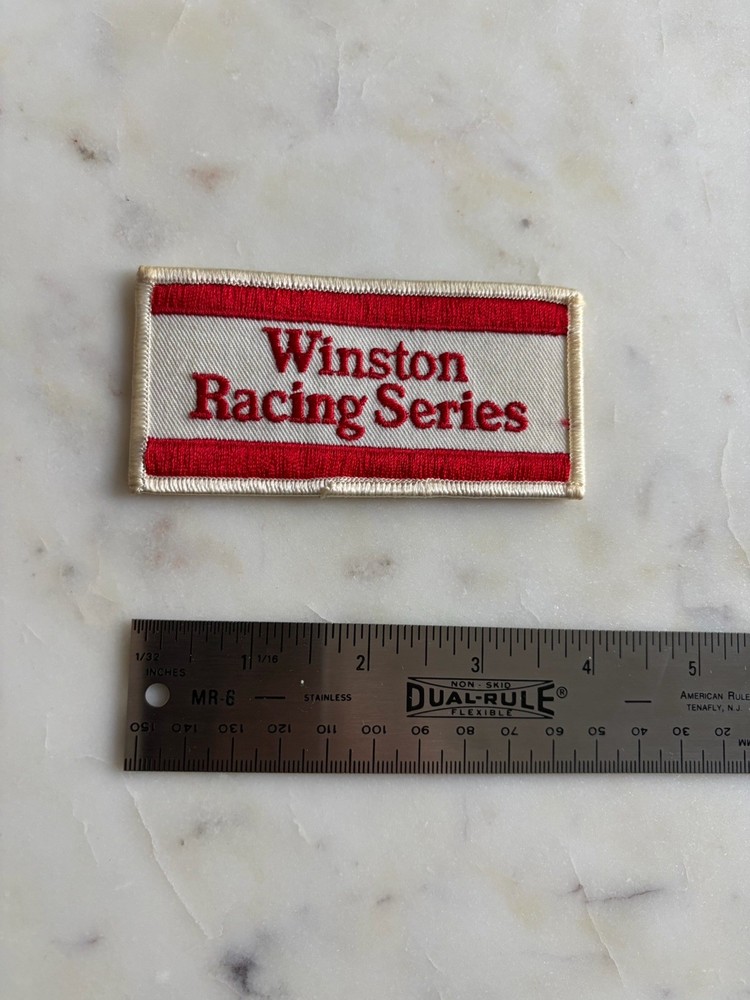 Winston
Racing Series
1/32 1 1/16 2 3 4 5
INCHES
MR-6 STAINLESS
NON - SKID
DUAL-RULE®
FLEXIBLE
AMERICAN RULE
TENAFLY, N.J.
150 140 130 120 110 100 90 80 70 60 50 40 30 20 MM